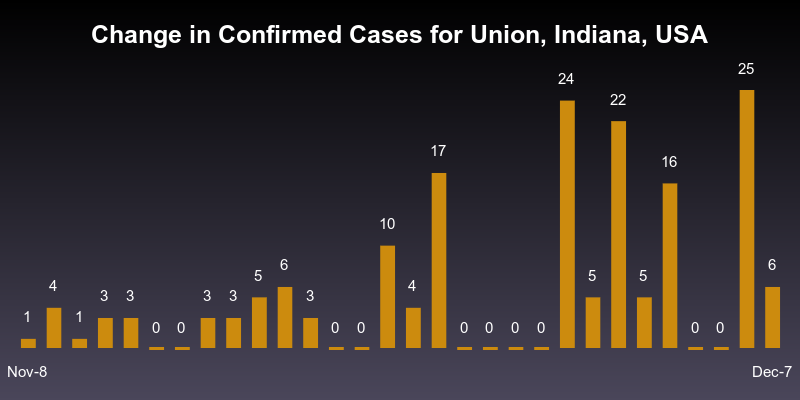 Change in Confirmed Cases for Union, Indiana, USA
1 4 1 3 3 0 0 3 3 5 6 3 0 0 10 4 17 0 0 0 0 24 5 22 5 16 0 0 25 6
Nov-8 Dec-7